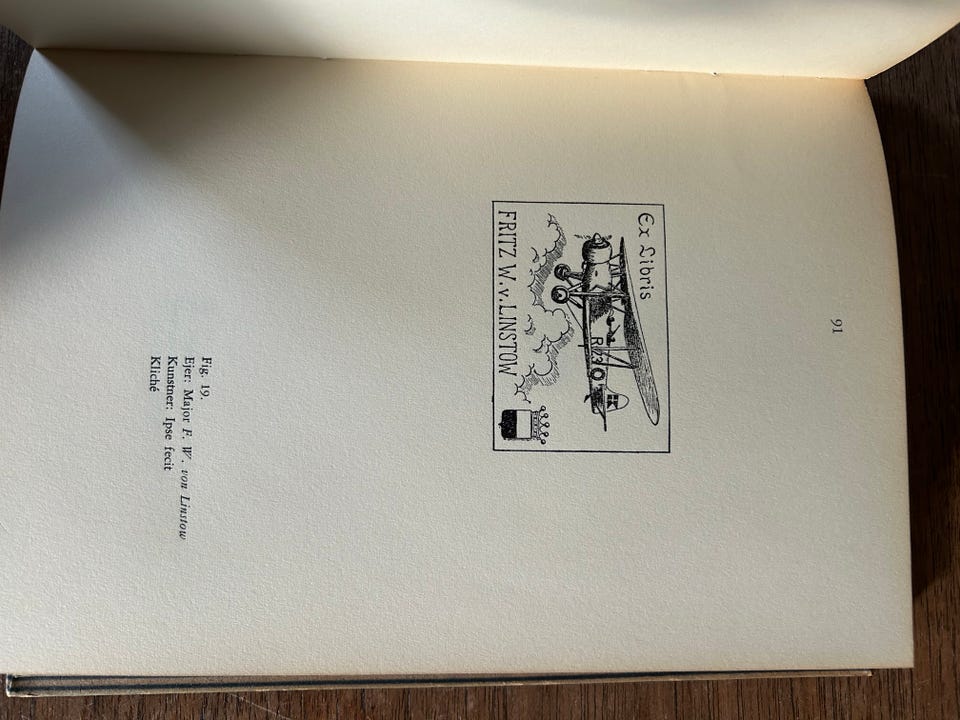 91
Ex Libris
R 23
FRITZ W. v. LINSTOW
Fig. 19.
Ejer: Major F. W. von Linstow
Kunstner: Ipse fecit
Kliché